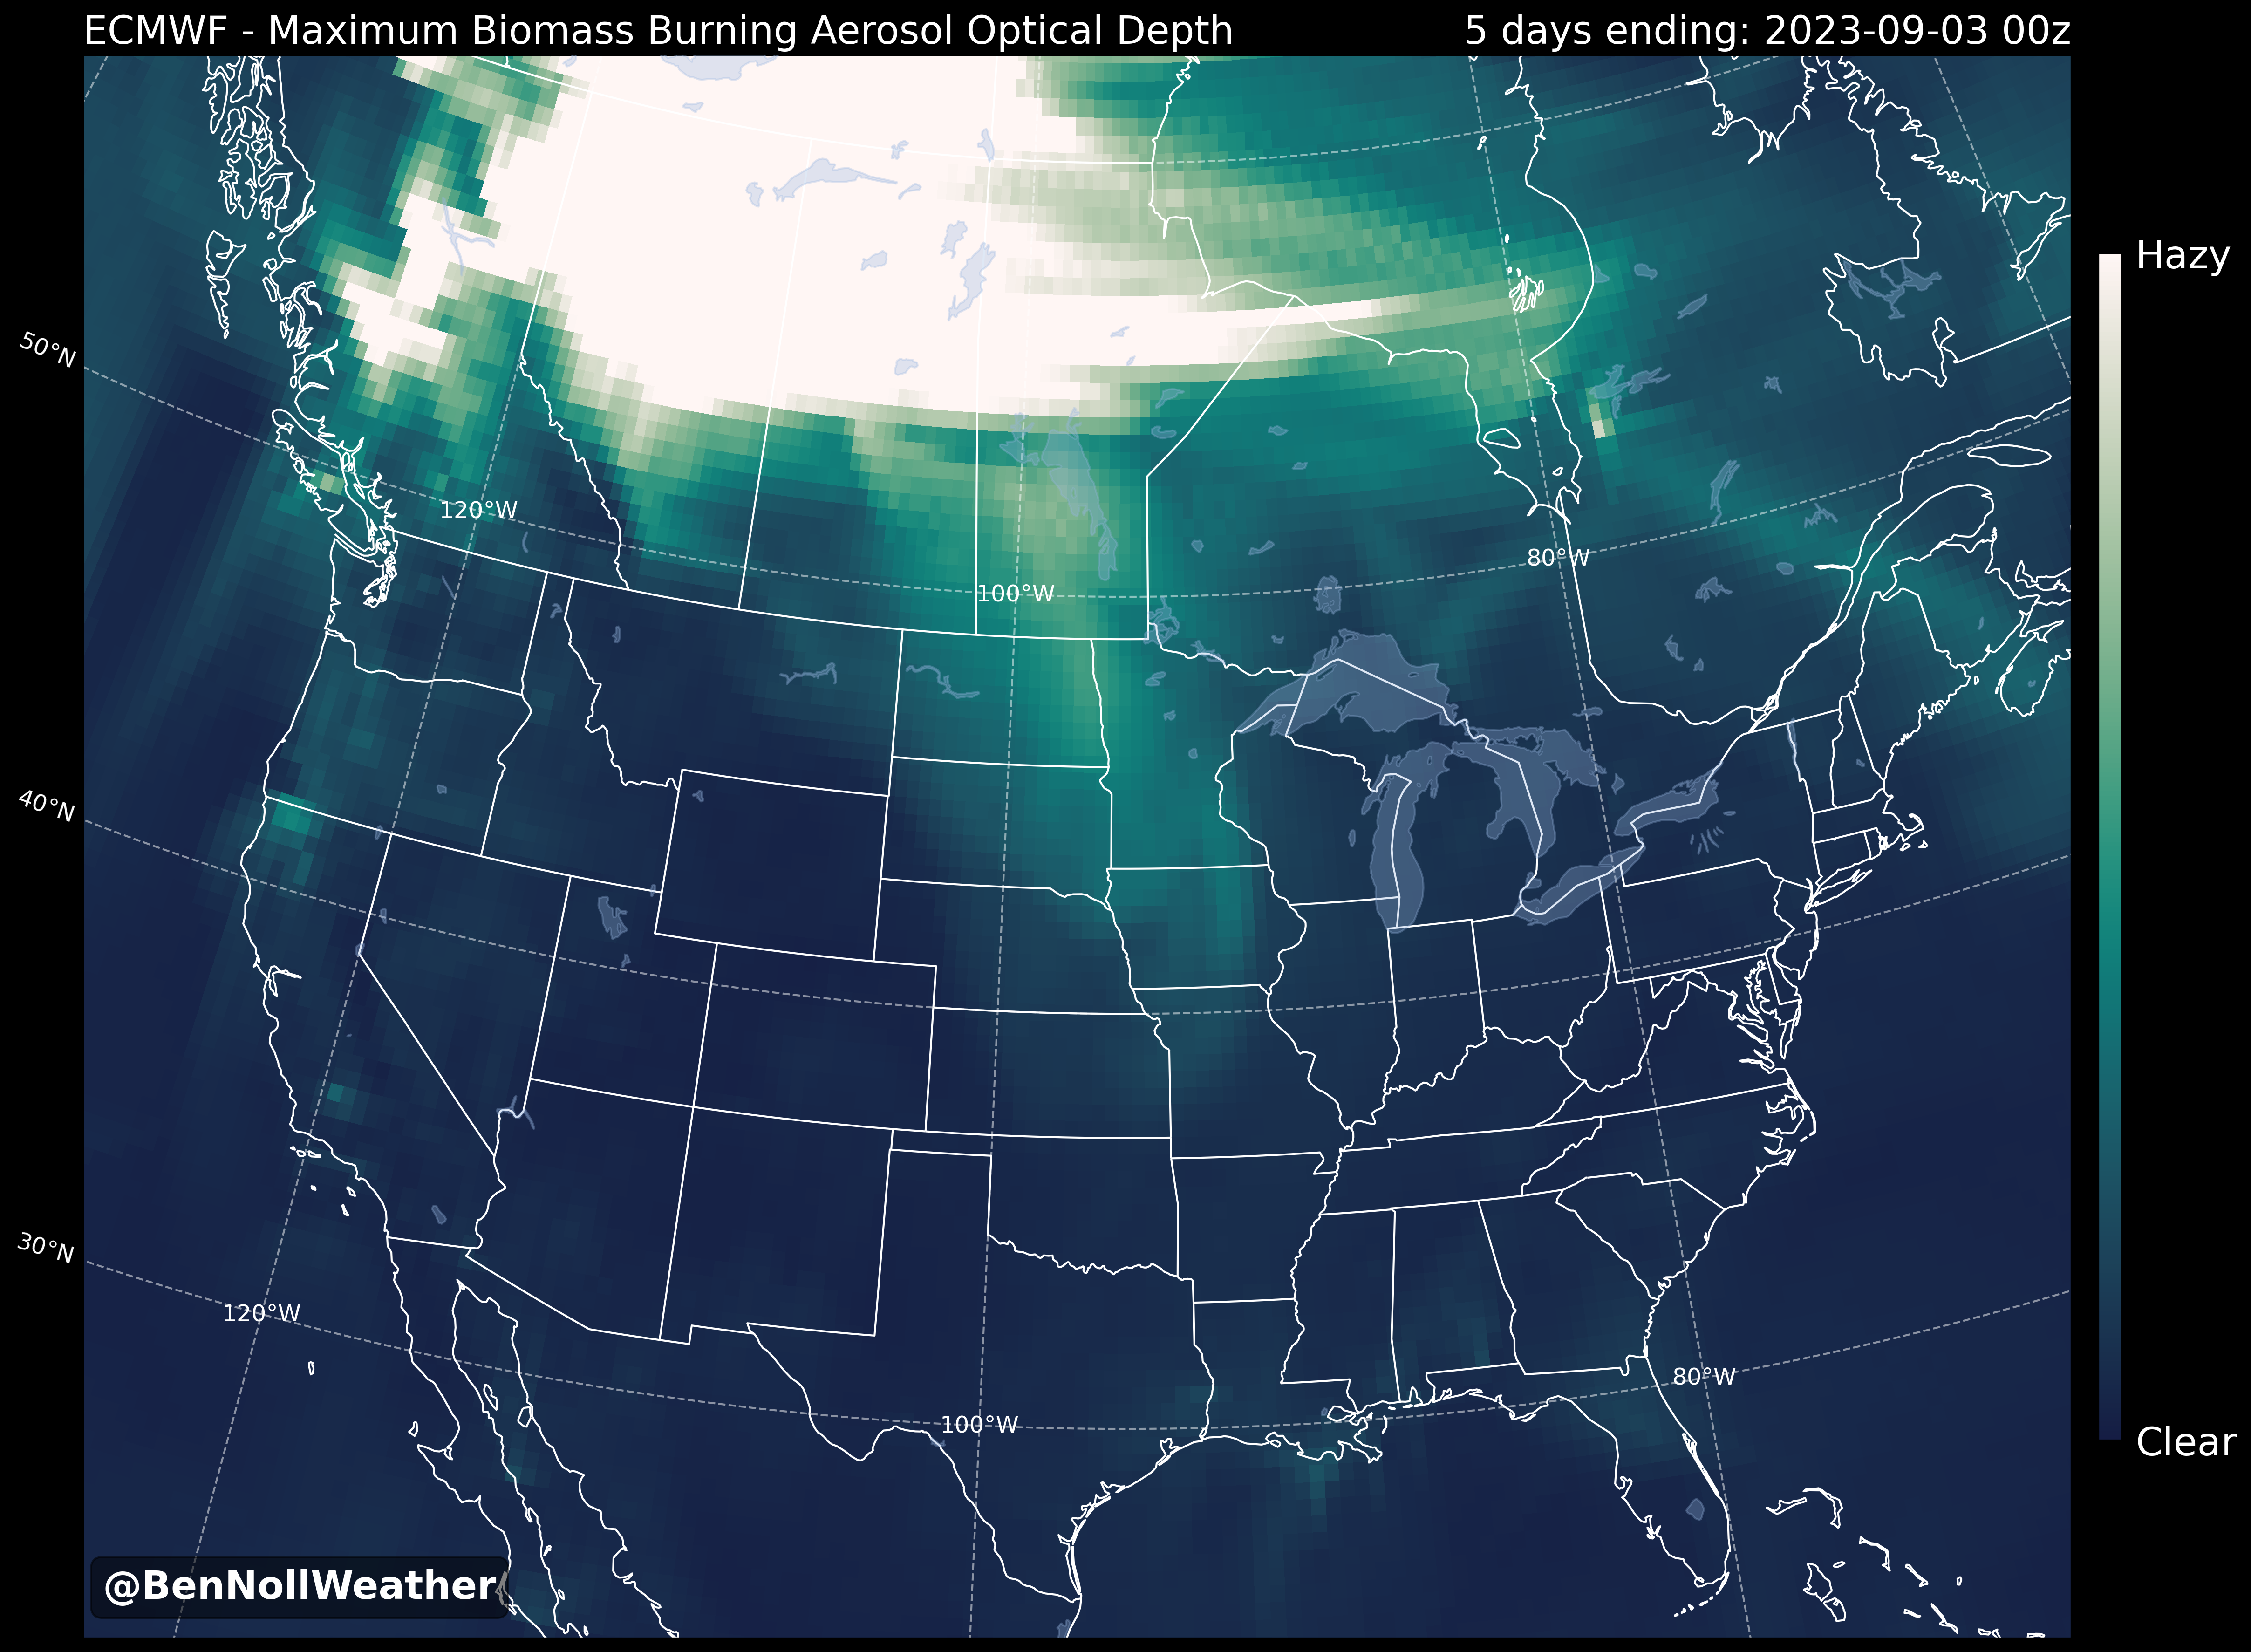 ECMWF - Maximum Biomass Burning Aerosol Optical Depth
5 days ending: 2023-09-03 00z
Hazy
50°N
120°W
80°W
100°W
40°N
30°N
120°W
80°W
100°W
Clear
@BenNollWeather